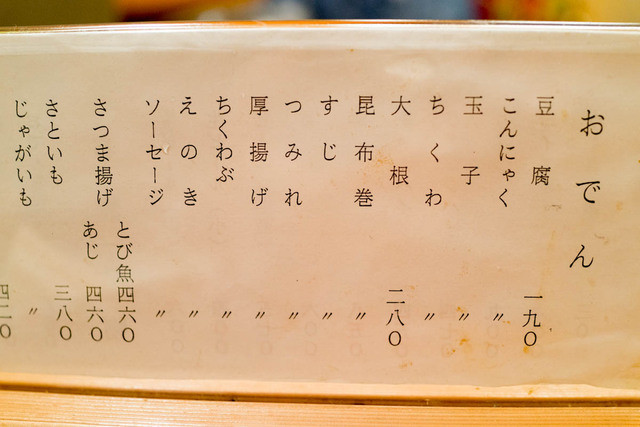 おでん
豆腐 一九〇
こんにゃく 〃
玉子 〃
ちくわ 〃
大根 二八〇
昆布巻 〃
すじ 〃
つみれ 〃
厚揚げ 〃
ちくわぶ 〃
えのき 〃
ソーセージ 〃
さつま揚げ とび魚 四六〇
あじ 四六〇
さといも 三八〇
じゃがいも 〃
四二〇